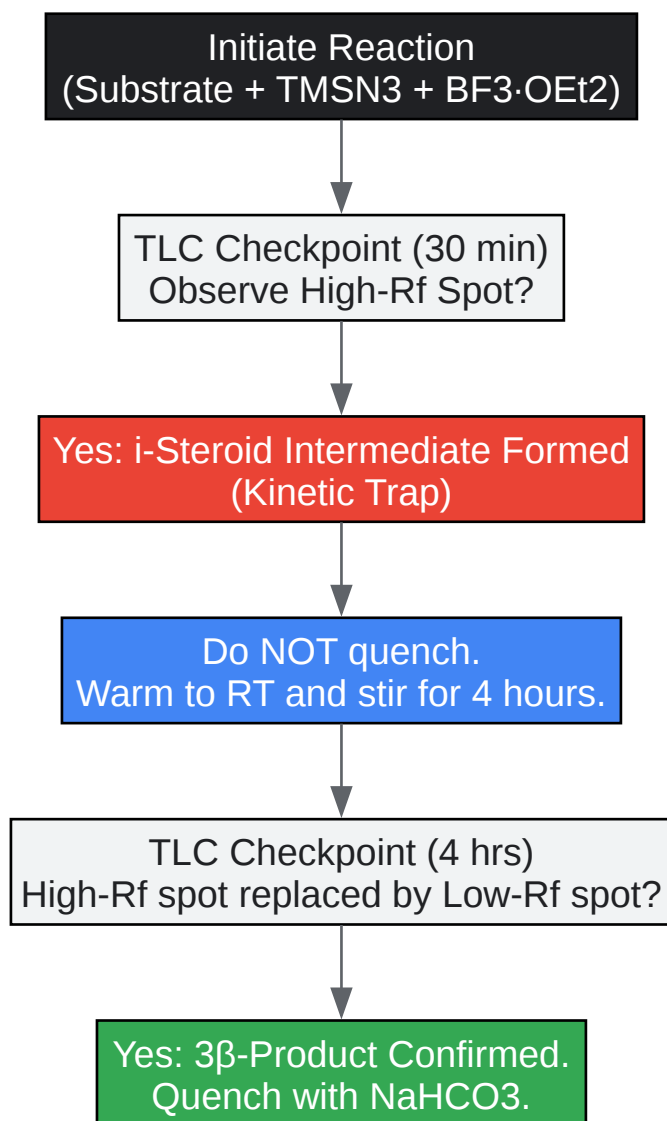 Initiate Reaction
(Substrate + TMSN3 + BF3·OEt2)
TLC Checkpoint (30 min)
Observe High-Rf Spot?
Yes: i-Steroid Intermediate Formed
(Kinetic Trap)
Do NOT quench.
Warm to RT and stir for 4 hours.
TLC Checkpoint (4 hrs)
High-Rf spot replaced by Low-Rf spot?
Yes: 3β-Product Confirmed.
Quench with NaHCO3.